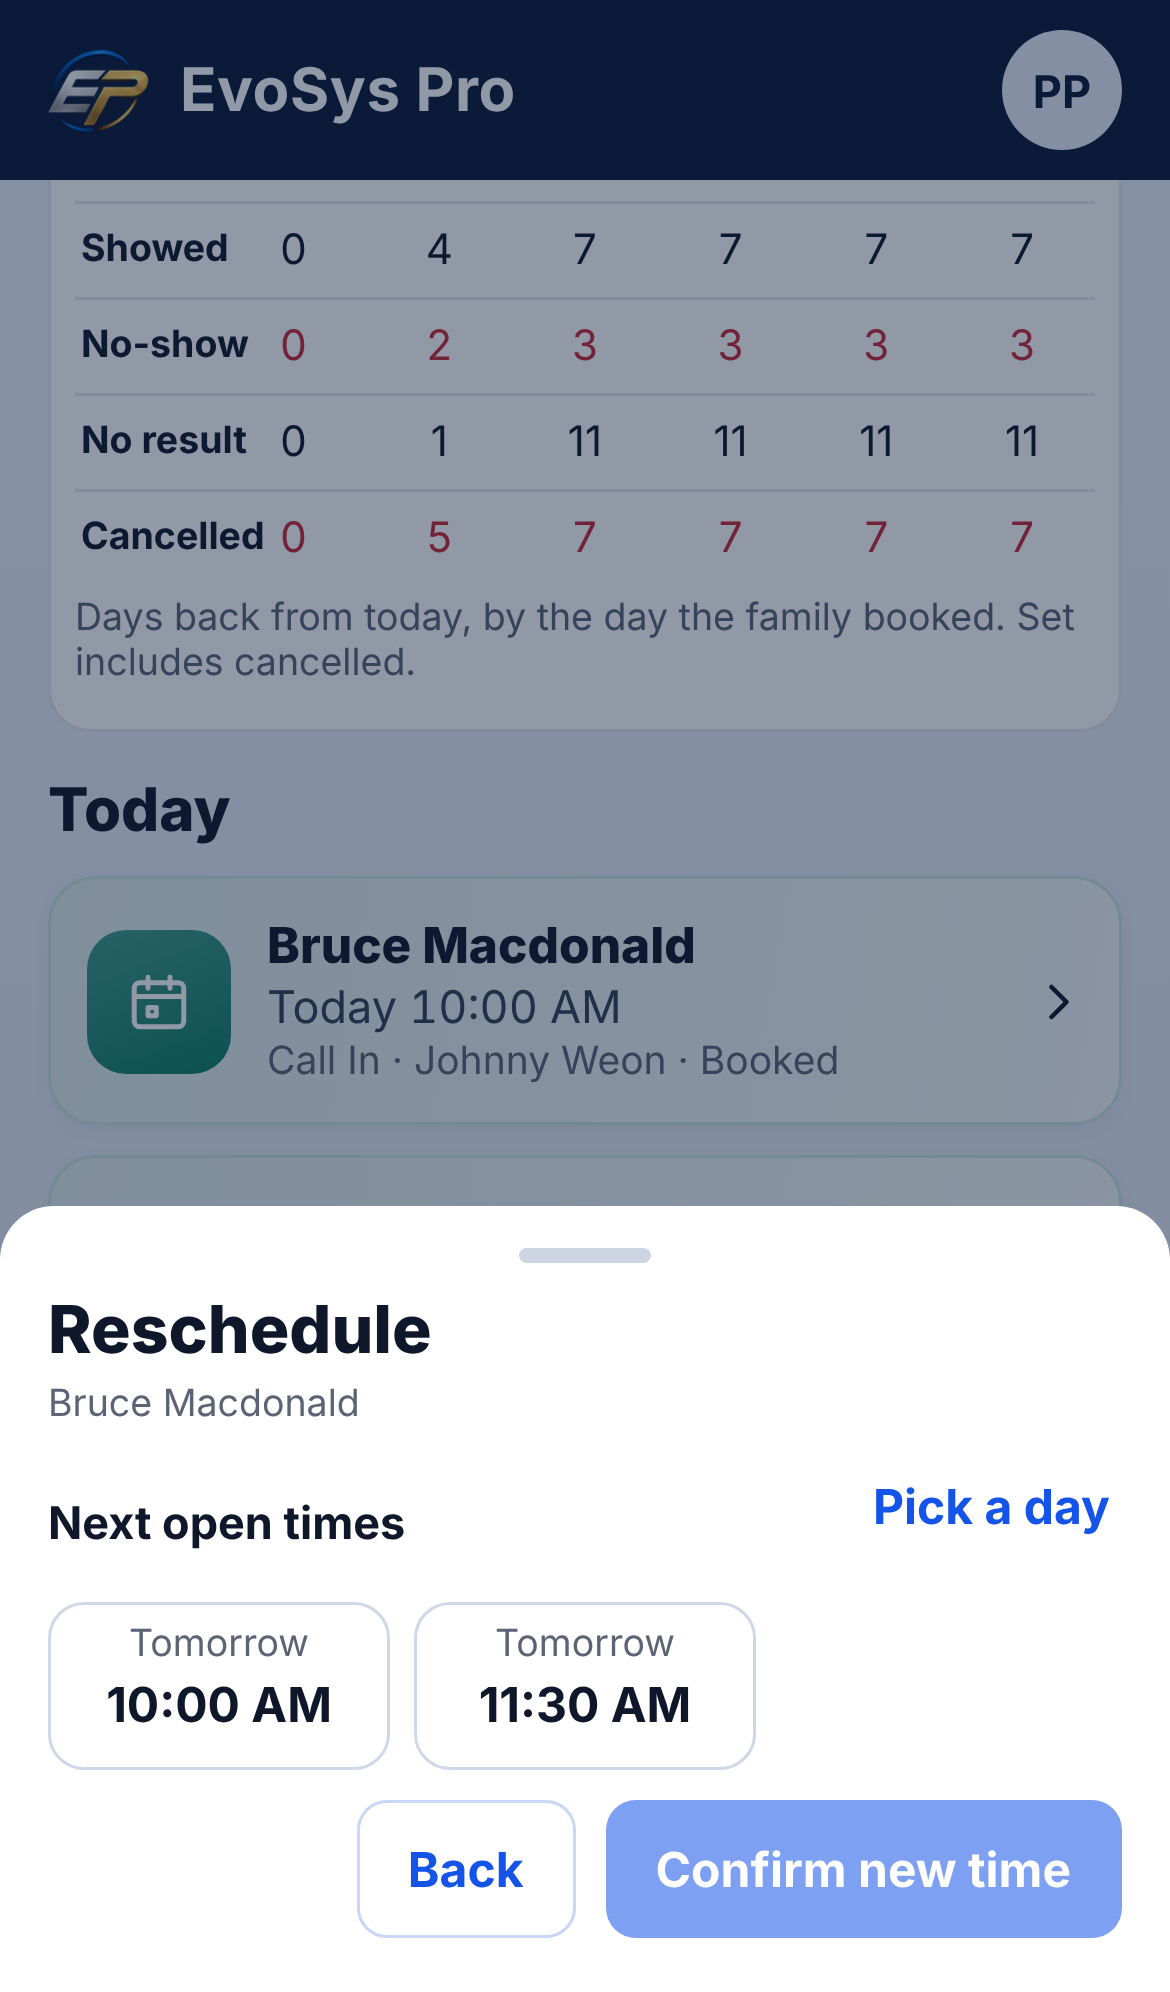 EP EvoSys Pro PP
Showed 0 4 7 7 7 7
No-show 0 2 3 3 3 3
No result 0 1 11 11 11 11
Cancelled 0 5 7 7 7 7
Days back from today, by the day the family booked. Set
includes cancelled.
Today
Bruce Macdonald
Today 10:00 AM
Call In · Johnny Weon · Booked
Reschedule
Bruce Macdonald
Next open times Pick a day
Tomorrow Tomorrow
10:00 AM 11:30 AM
Back Confirm new time